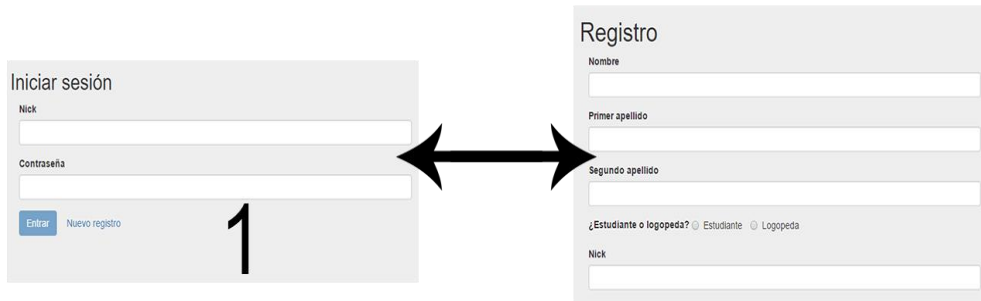 Iniciar sesión
Nick
Contraseña
Entrar Nuevo registro
1
Registro
Nombre
Primer apellido
Segundo apellido
¿Estudiante o logopeda? Estudiante Logopeda
Nick